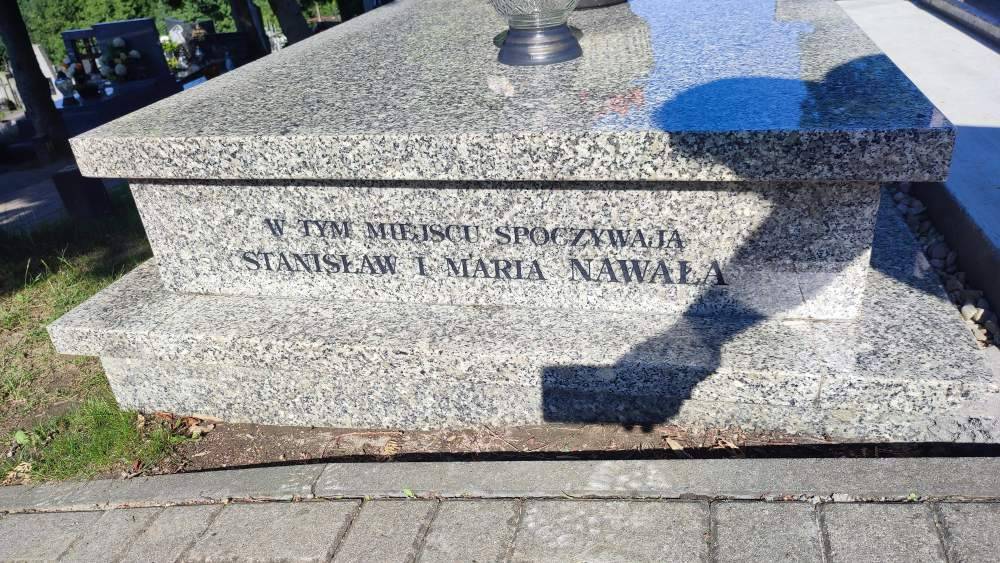 W TYM MIEJSCU SPOCZYWAJĄ
STANISŁAW I MARIA NAWAŁA